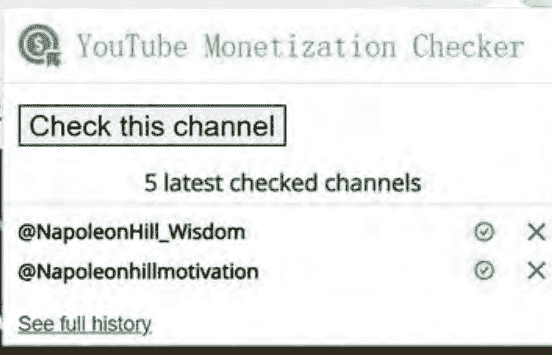 YouTube Monetization Checker
Check this channel
5 latest checked channels
@NapoleonHill_Wisdom
@Napoleonhillmotivation
See full history